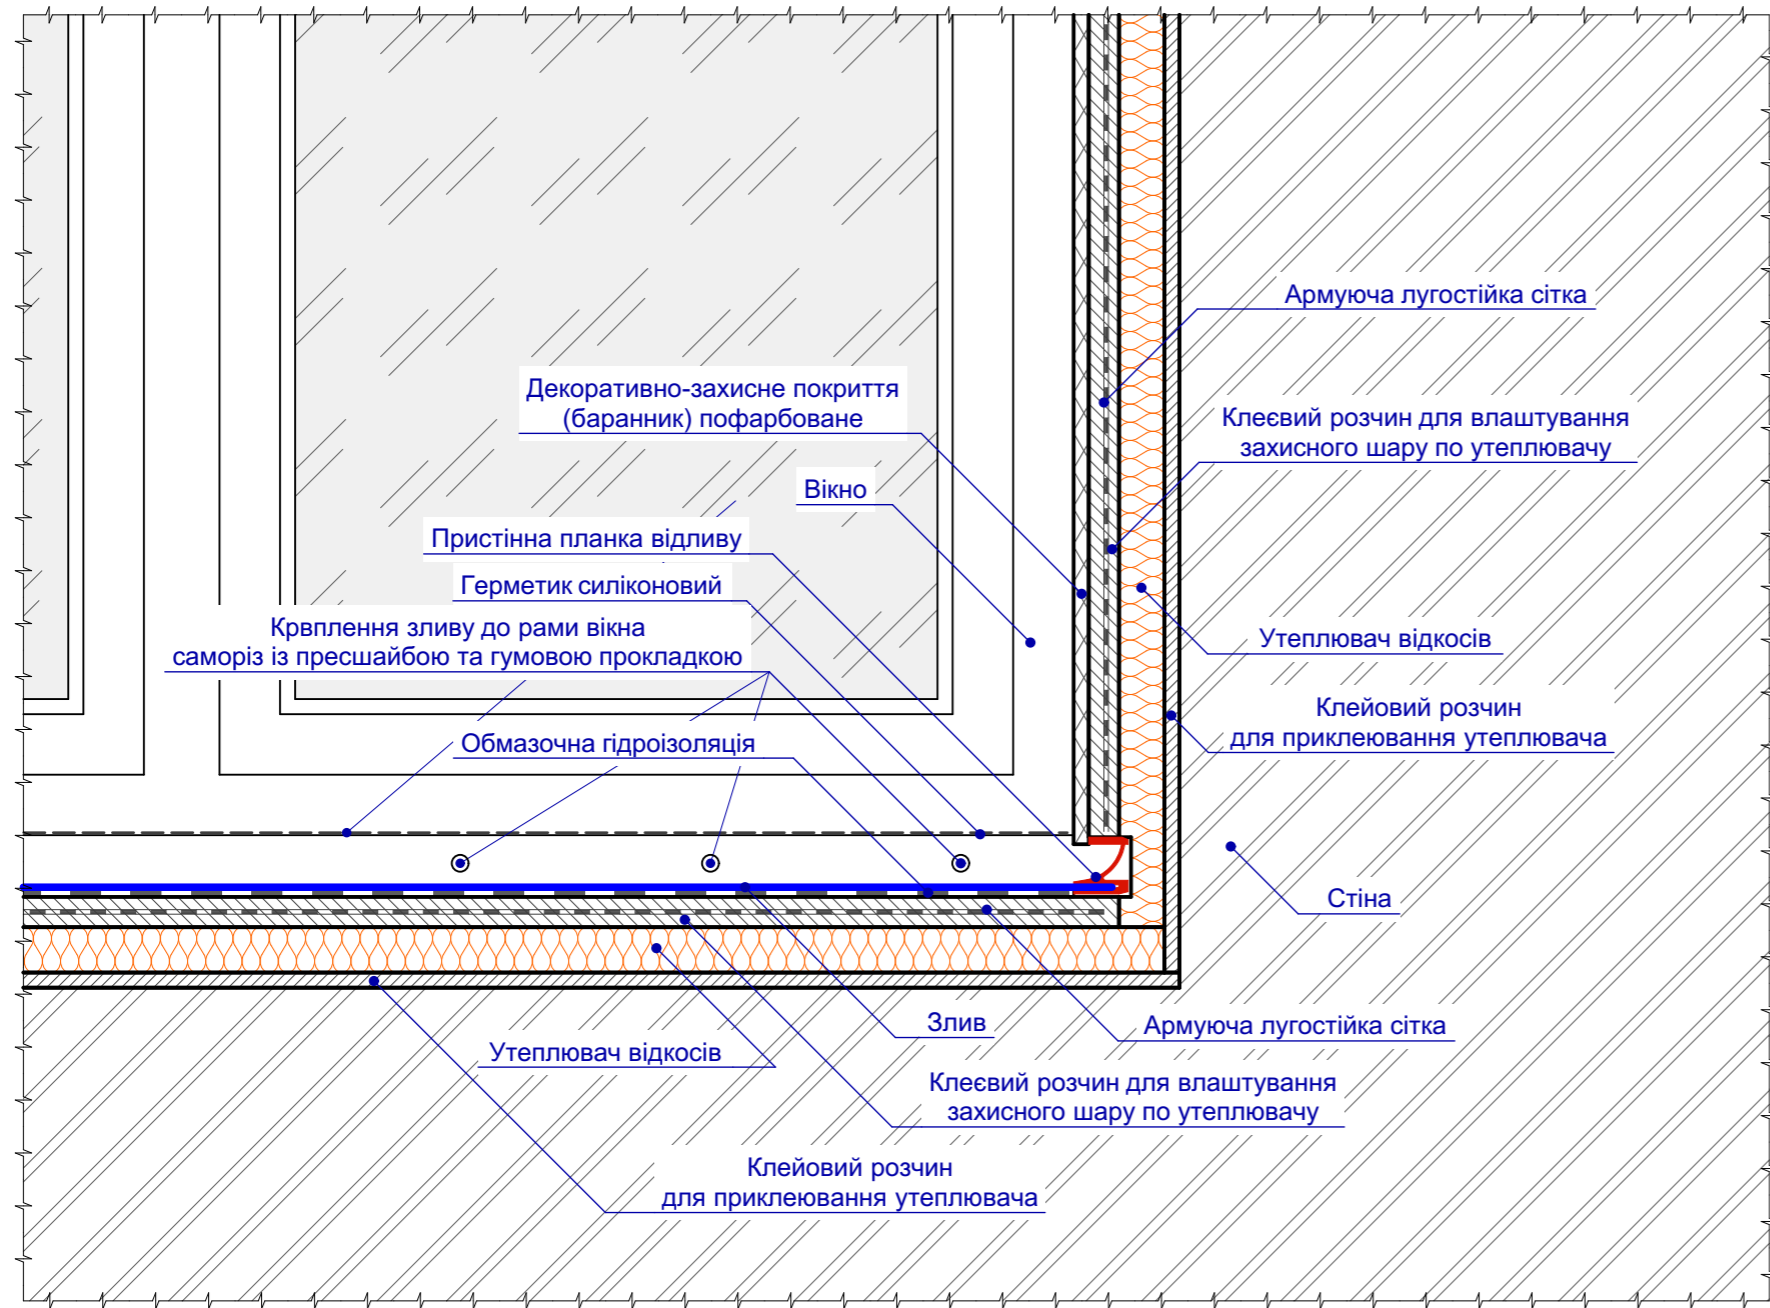 Армуюча лугостійка сітка
Декоративно-захисне покриття
(баранник) пофарбоване
Клеєвий розчин для влаштування
захисного шару по утеплювачу
Вікно
Пристінна планка відливу
Герметик силіконовий
Крвплення зливу до рами вікна
саморіз із пресшайбою та гумовою прокладкою
Утеплювач відкосів
Клейовий розчин
для приклеювання утеплювача
Обмазочна гідроізоляція
Стіна
Злив
Армуюча лугостійка сітка
Утеплювач відкосів
Клеєвий розчин для влаштування
захисного шару по утеплювачу
Клейовий розчин
для приклеювання утеплювача